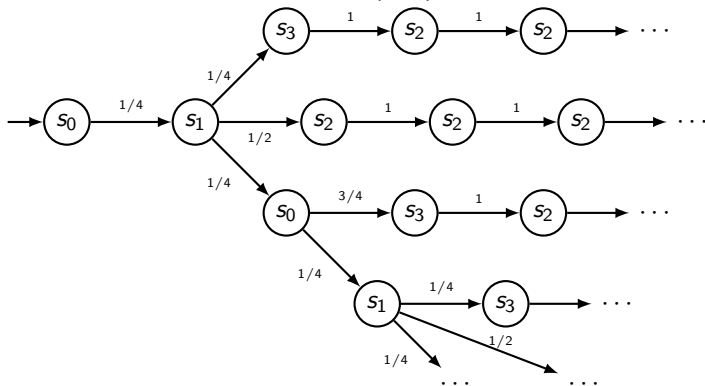 s3 1 s2 1 s2 ...
1/4
s0 1/4 s1 1/2 s2 1 s2 1 s2 ...
1/4
s0 3/4 s3 1 s2 ...
1/4
s1 1/4 s3 ...
1/2
1/4
... ...